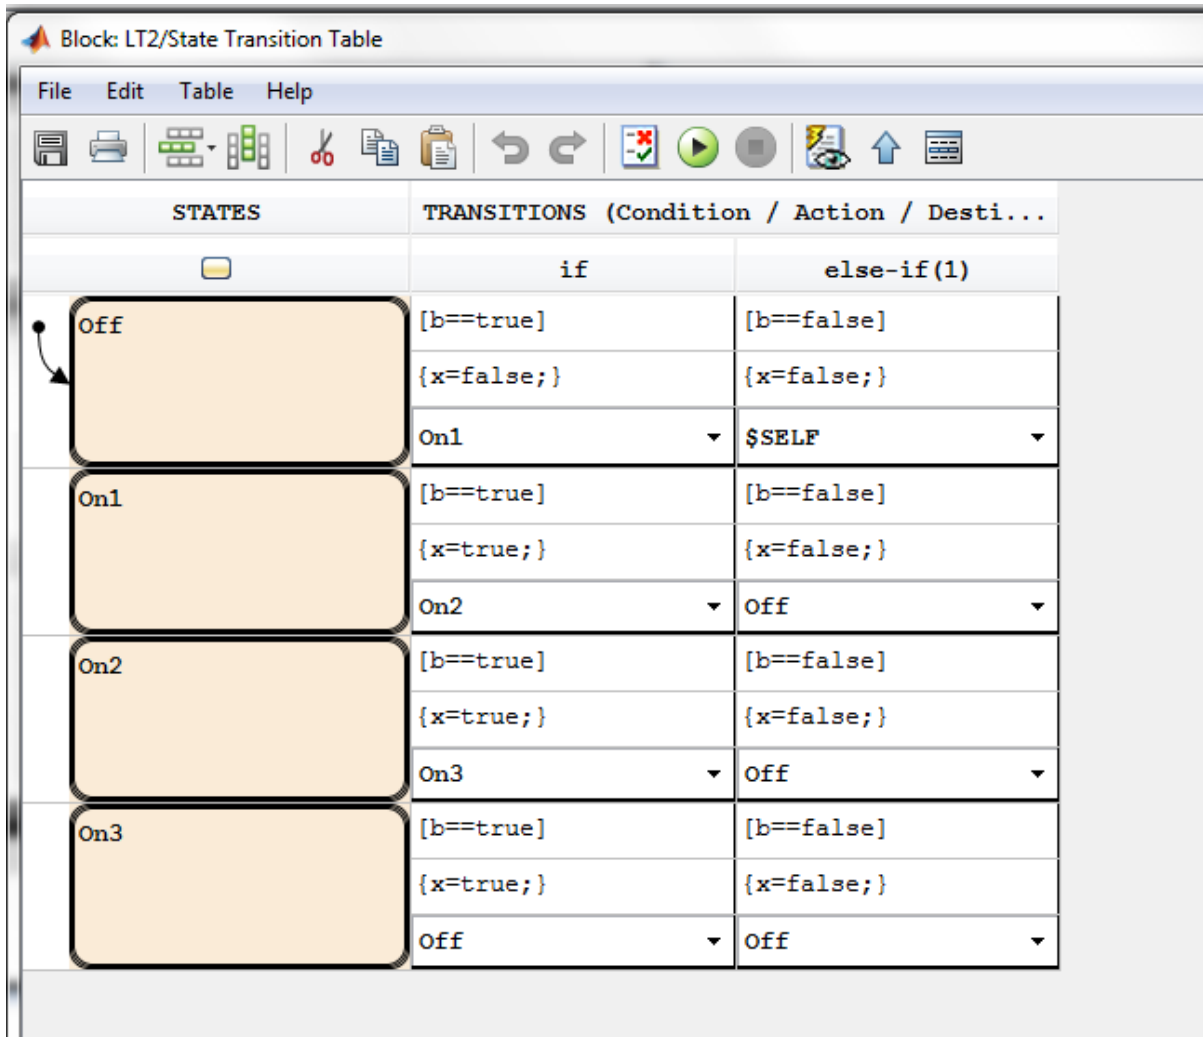 Block: LT2/State Transition Table
File Edit Table Help
STATES TRANSITIONS (Condition / Action / Desti...
if else-if(1)
Off [b==true] [b==false]
{x=false;} {x=false;}
On1 $SELF
On1 [b==true] [b==false]
{x=true;} {x=false;}
On2 Off
On2 [b==true] [b==false]
{x=true;} {x=false;}
On3 Off
On3 [b==true] [b==false]
{x=true;} {x=false;}
Off Off